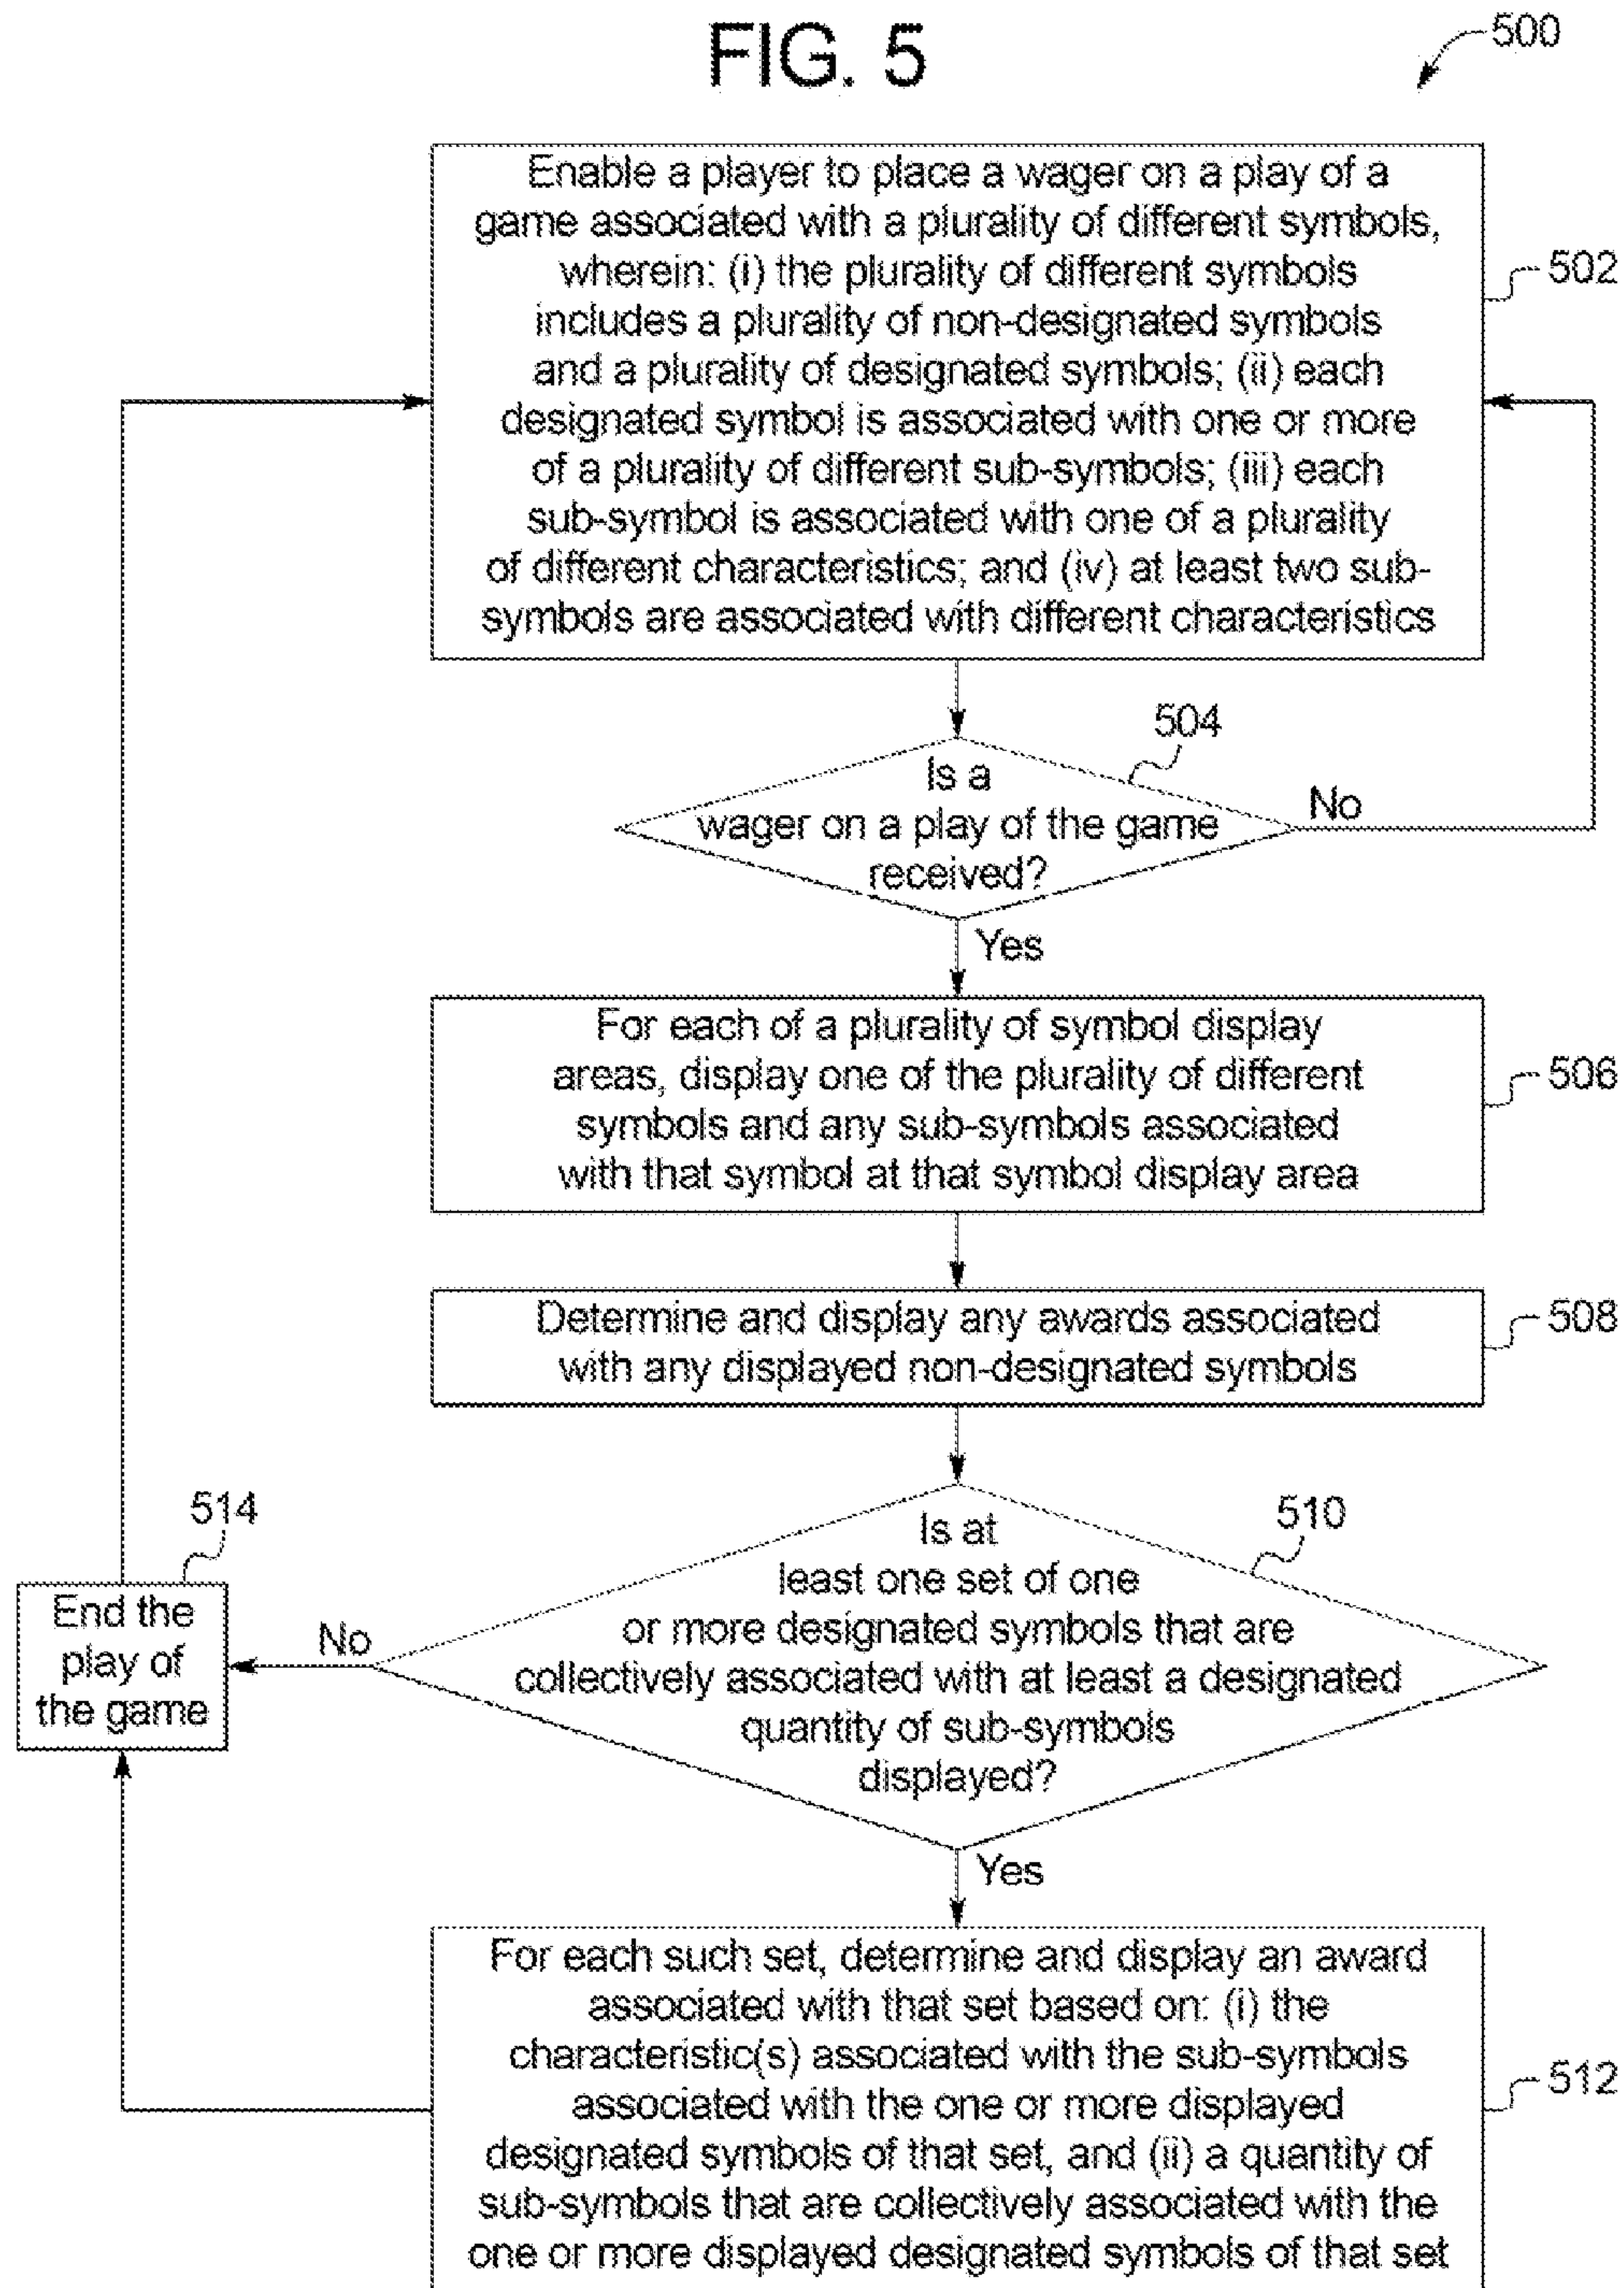 FIG. 5
500
Enable a player to place a wager on a play of a
game associated with a plurality of different symbols,
wherein: (i) the plurality of different symbols
includes a plurality of non-designated symbols
and a plurality of designated symbols; (ii) each
designated symbol is associated with one or more
of a plurality of different sub-symbols; (iii) each
sub-symbol is associated with one of a plurality
of different characteristics; and (iv) at least two sub-
symbols are associated with different characteristics
502
504
Is a
wager on a play of the game
received?
No
Yes
For each of a plurality of symbol display
areas, display one of the plurality of different
symbols and any sub-symbols associated
with that symbol at that symbol display area
506
Determine and display any awards associated
with any displayed non-designated symbols
508
510
Is at
least one set of one
or more designated symbols that are
collectively associated with at least a designated
quantity of sub-symbols
displayed?
No
514
End the
play of
the game
Yes
For each such set, determine and display an award
associated with that set based on: (i) the
characteristic(s) associated with the sub-symbols
associated with the one or more displayed
designated symbols of that set, and (ii) a quantity of
sub-symbols that are collectively associated with the
one or more displayed designated symbols of that set
512